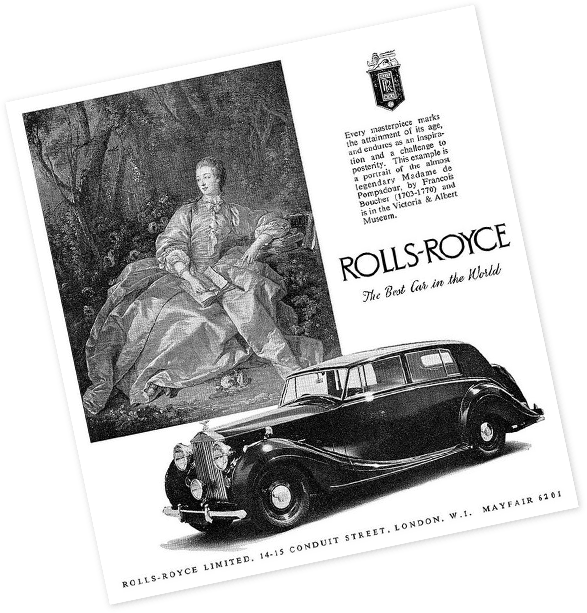 Every masterpiece marks
the attainment of its age,
and endures as an inspira-
tion and a challenge to
posterity. This example is
a portrait of the almost
legendary Madame de
Pompadour, by Francois
Boucher (1703-1770) and
is in the Victoria & Albert
Museum.
ROLLS-ROYCE
The Best Car in the World
ROLLS-ROYCE LIMITED, 14-15 CONDUIT STREET, LONDON, W.I. MAYFAIR 6201